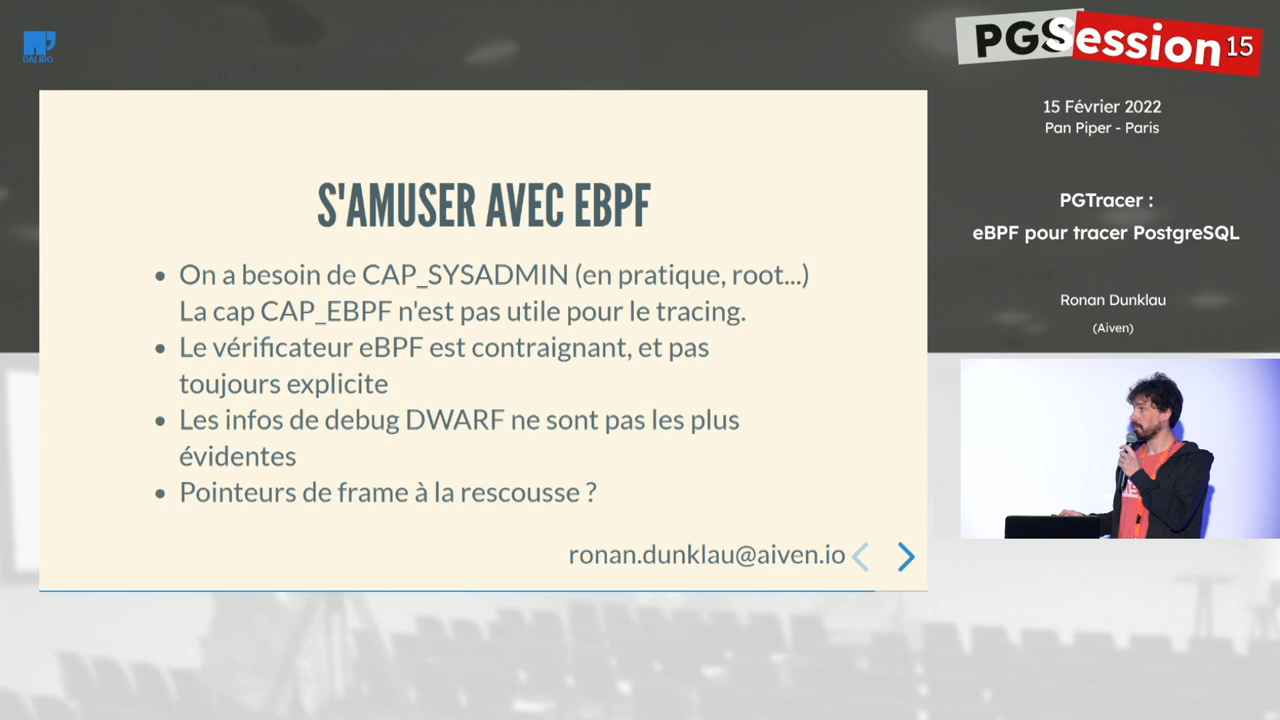 DALIBO
PGSession 15
15 Février 2022
Pan Piper - Paris
PGTracer :
eBPF pour tracer PostgreSQL
Ronan Dunklau
(Aiven)
S'AMUSER AVEC EBPF
On a besoin de CAP_SYSADMIN (en pratique, root...)
La cap CAP_EBPF n'est pas utile pour le tracing.
Le vérificateur eBPF est contraignant, et pas
toujours explicite
Les infos de debug DWARF ne sont pas les plus
évidentes
Pointeurs de frame à la rescousse ?
ronan.dunklau@aiven.io